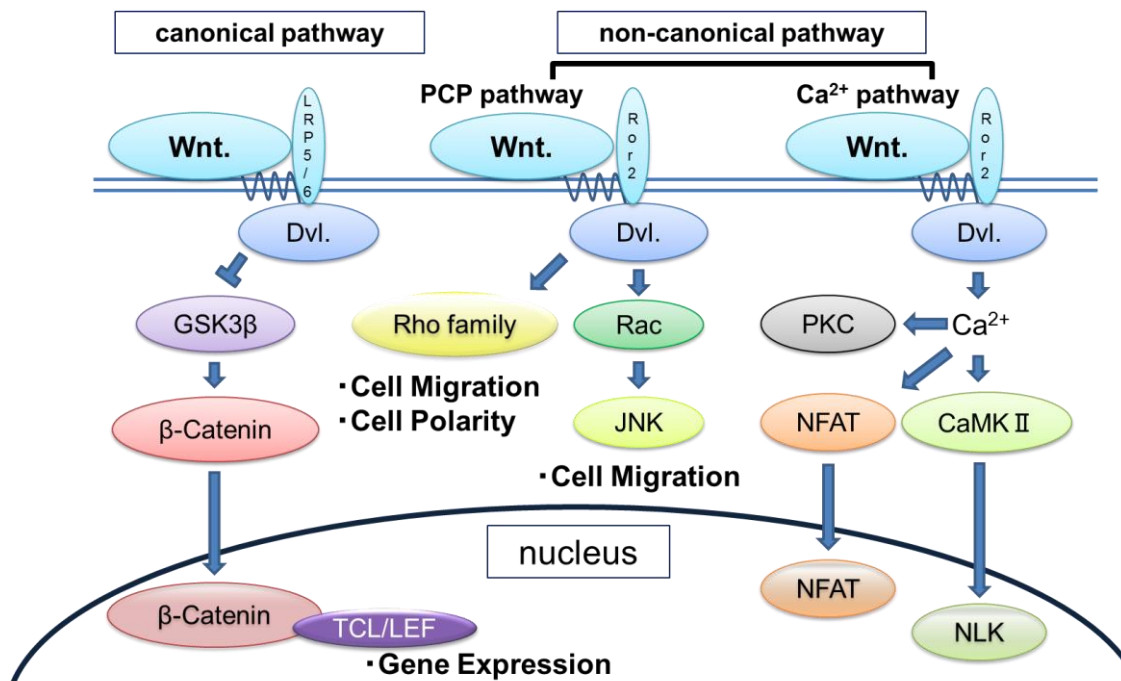 canonical pathway
non-canonical pathway
PCP pathway
Ca²⁺ pathway
Wnt.
LRP5/6
Wnt.
Ror2
Wnt.
Ror2
Dvl.
Dvl.
Dvl.
GSK3β
Rho family
Rac
PKC
Ca²⁺
・Cell Migration
・Cell Polarity
β-Catenin
JNK
NFAT
CaMKⅡ
・Cell Migration
nucleus
β-Catenin
TCL/LEF
NFAT
NLK
・Gene Expression